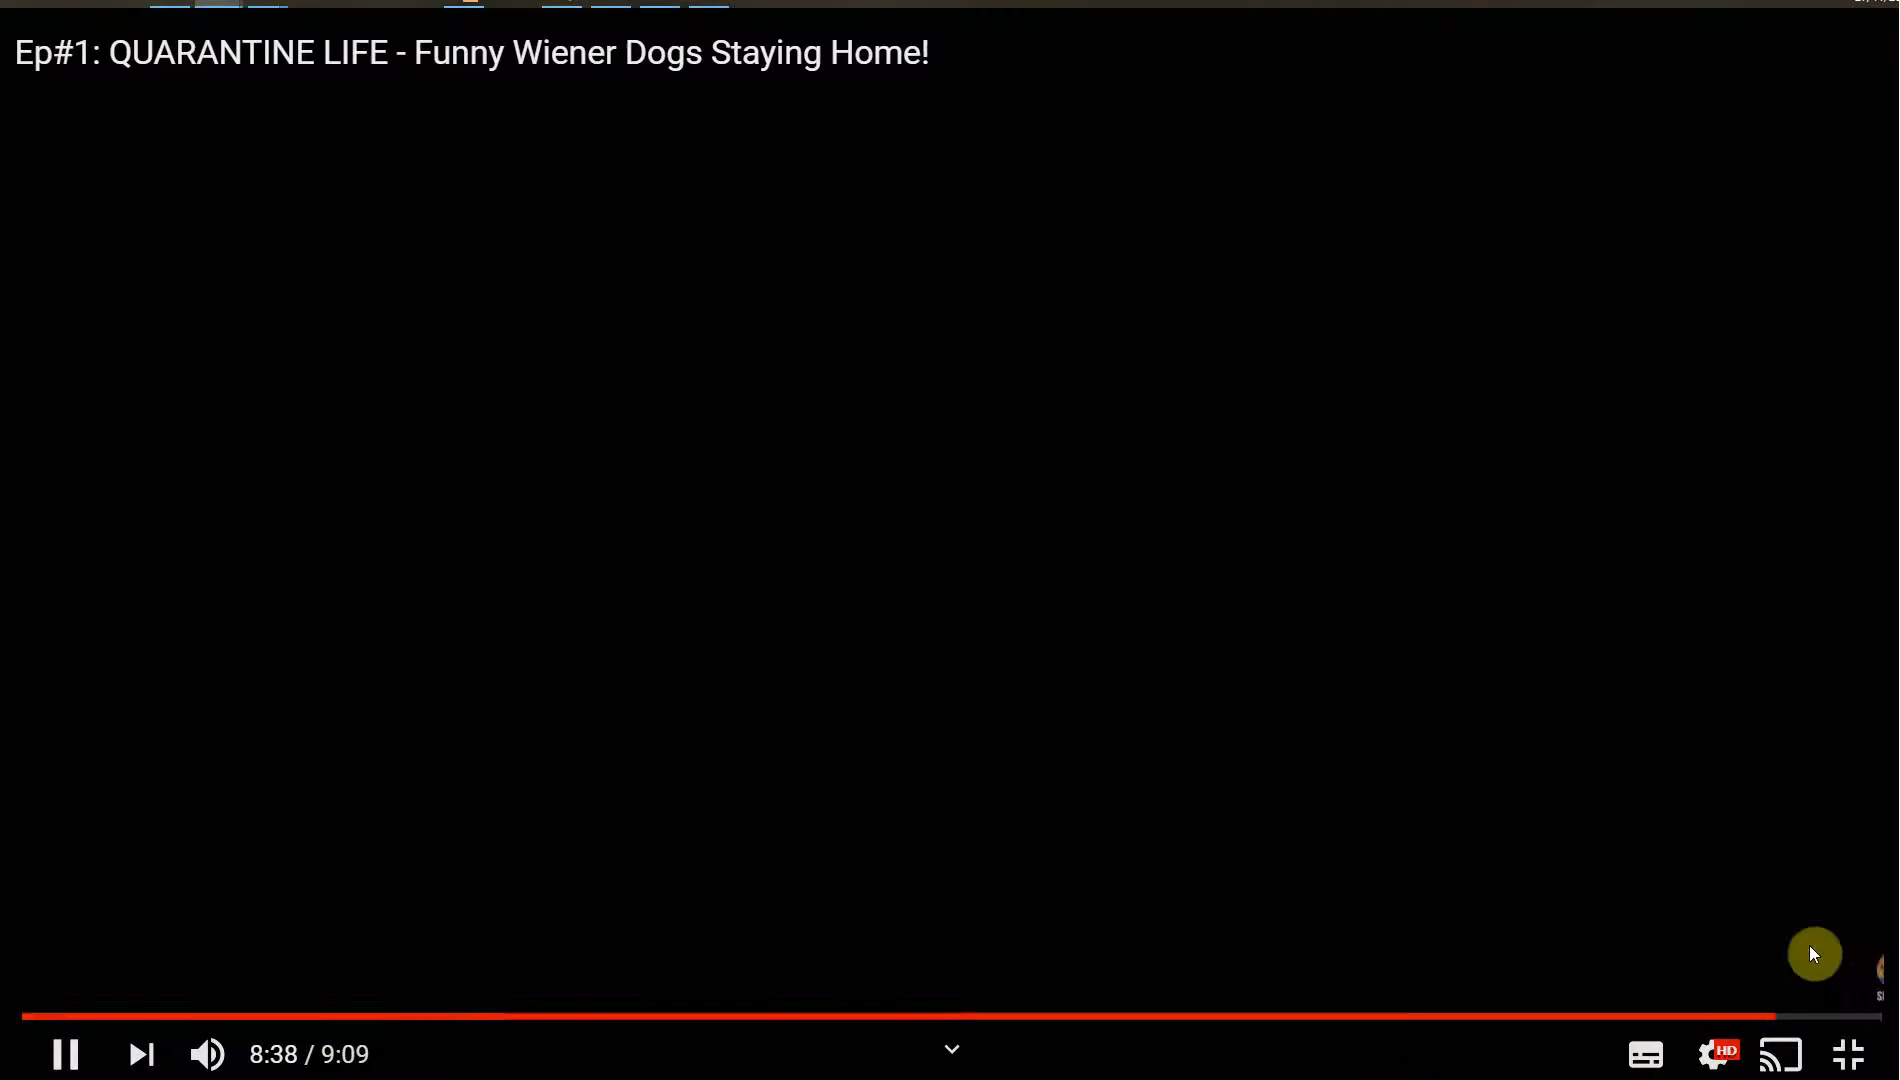 Ep#1: QUARANTINE LIFE - Funny Wiener Dogs Staying Home!
8:38 / 9:09
HD